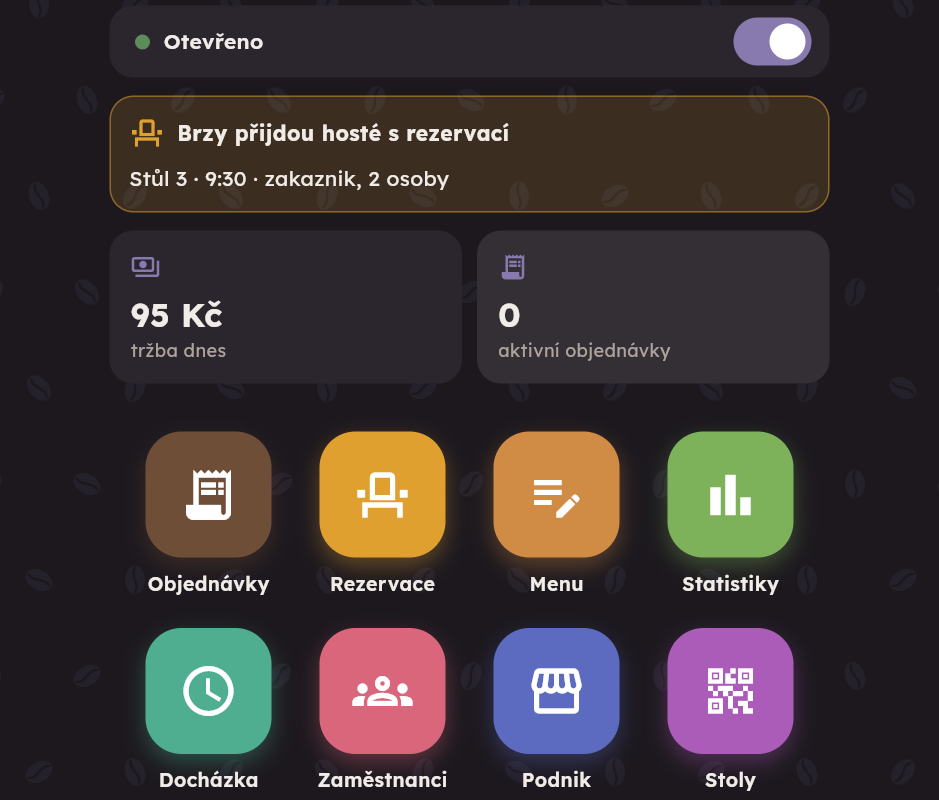 Otevřeno
Brzy přijdou hosté s rezervací
Stůl 3 · 9:30 · zakaznik, 2 osoby
95 Kč
tržba dnes
0
aktivní objednávky
Objednávky
Rezervace
Menu
Statistiky
Docházka
Zaměstnanci
Podnik
Stoly